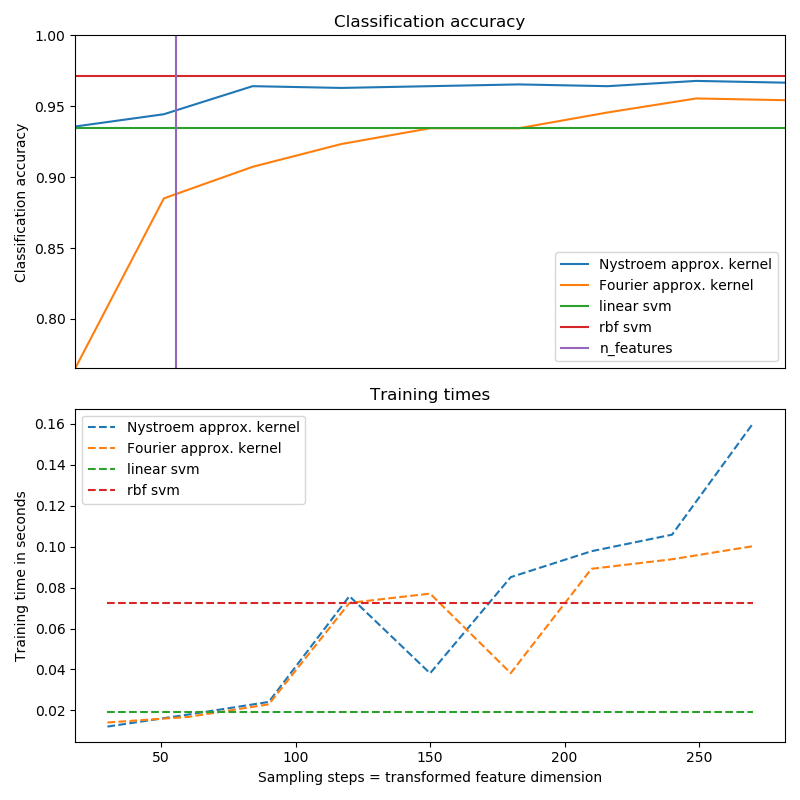 Classification accuracy
1.00
0.95
0.90
0.85
0.80
Classification accuracy
Nystroem approx. kernel
Fourier approx. kernel
linear svm
rbf svm
n_features
Training times
0.16
0.14
0.12
0.10
0.08
0.06
0.04
0.02
Training time in seconds
Nystroem approx. kernel
Fourier approx. kernel
linear svm
rbf svm
50 100 150 200 250
Sampling steps = transformed feature dimension